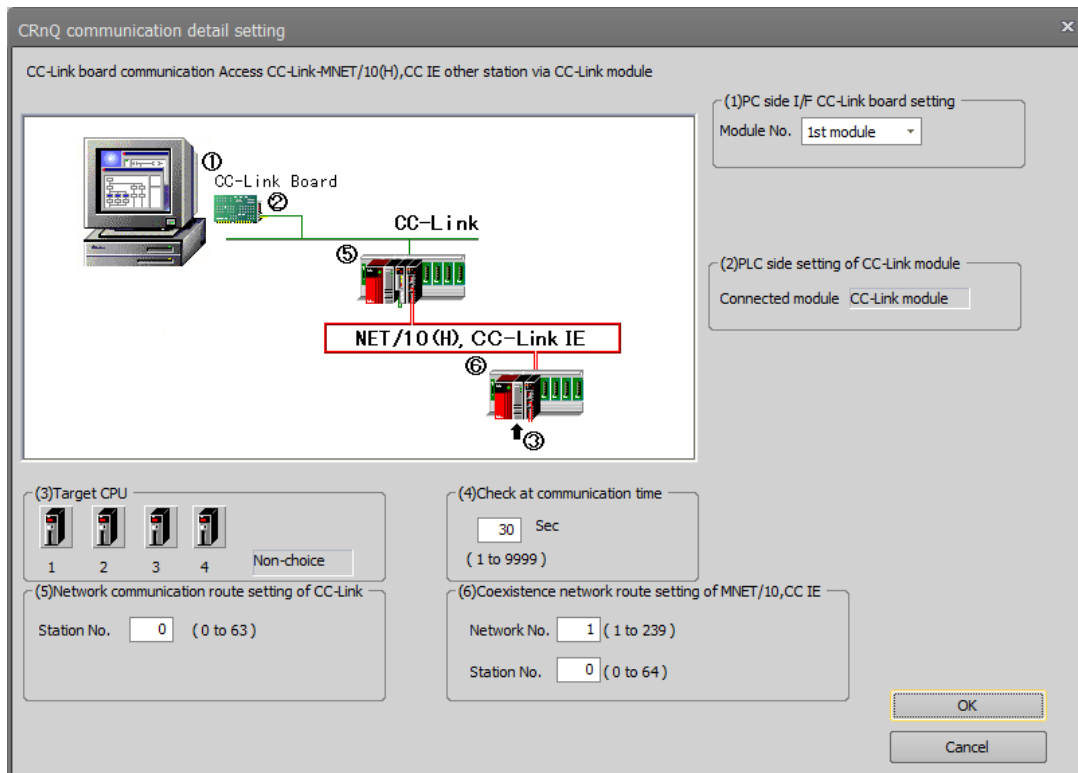 CRnQ communication detail setting
x
CC-Link board communication Access CC-Link-MNET/10(H),CC IE other station via CC-Link module
(1)PC side I/F CC-Link board setting
Module No. 1st module
①
CC-Link Board
②
CC-Link
⑤
NET/10(H), CC-Link IE
⑥
③
(2)PLC side setting of CC-Link module
Connected module CC-Link module
(3)Target CPU
1 2 3 4 Non-choice
(4)Check at communication time
30 Sec
( 1 to 9999 )
(5)Network communication route setting of CC-Link
Station No. 0 ( 0 to 63 )
(6)Coexistence network route setting of MNET/10,CC IE
Network No. 1 ( 1 to 239 )
Station No. 0 ( 0 to 64 )
OK
Cancel